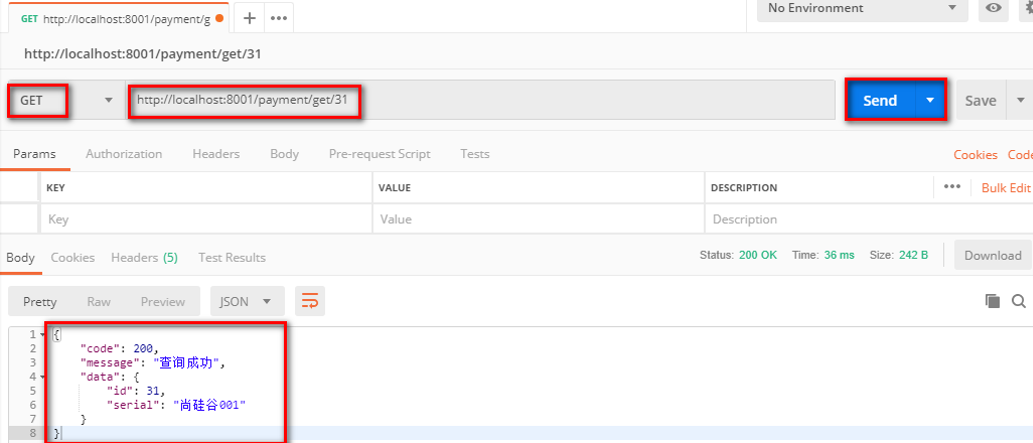 GET http://localhost:8001/payment/g
No Environment
http://localhost:8001/payment/get/31
GET http://localhost:8001/payment/get/31 Send Save
Params Authorization Headers Body Pre-request Script Tests Cookies Code
KEY VALUE DESCRIPTION Bulk Edit
Key Value Description
Body Cookies Headers (5) Test Results Status: 200 OK Time: 36 ms Size: 242 B Download
Pretty Raw Preview JSON
1 {
2 "code": 200,
3 "message": "查询成功",
4 "data": {
5 "id": 31,
6 "serial": "尚硅谷001"
7 }
8 }